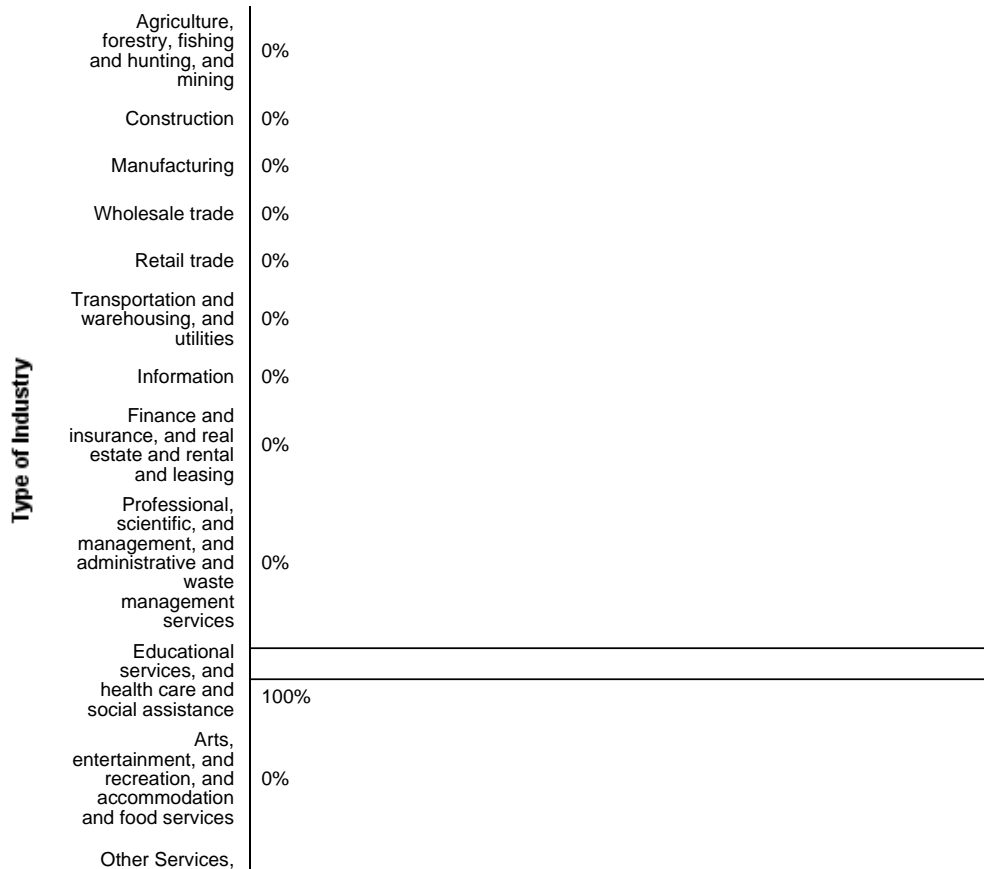 Type of Industry
Agriculture,
forestry, fishing
and hunting, and
mining
0%
Construction
0%
Manufacturing
0%
Wholesale trade
0%
Retail trade
0%
Transportation and
warehousing, and
utilities
0%
Information
0%
Finance and
insurance, and real
estate and rental
and leasing
0%
Professional,
scientific, and
management, and
administrative and
waste
management
services
0%
Educational
services, and
health care and
social assistance
100%
Arts,
entertainment, and
recreation, and
accommodation
and food services
0%
Other Services,